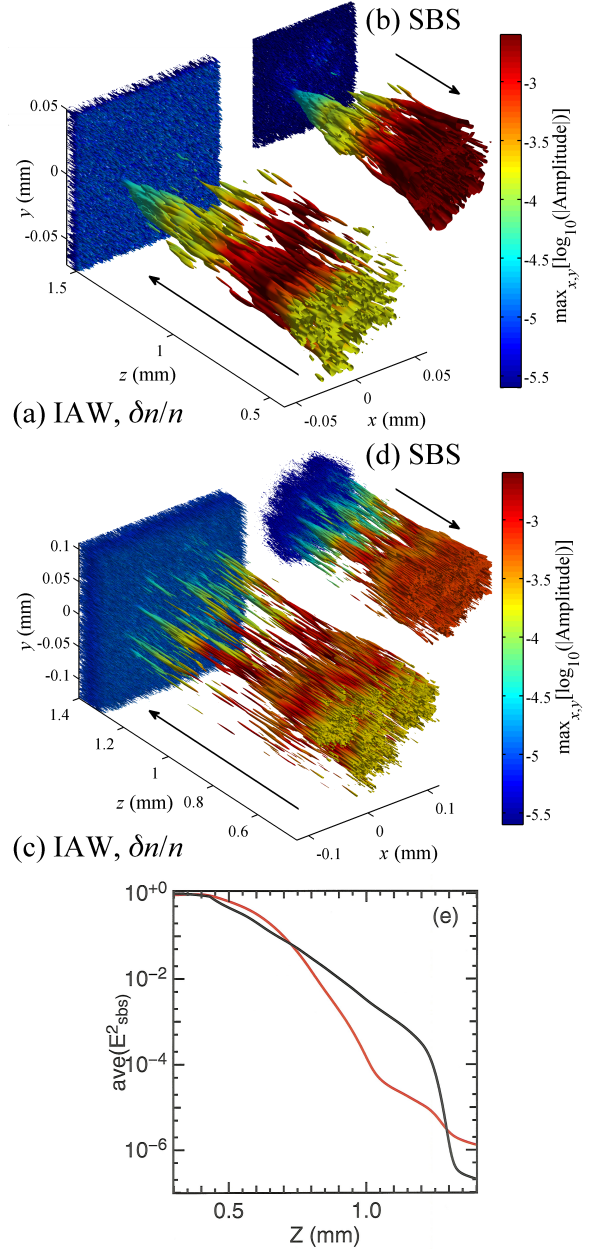 (b) SBS
0.05
0
-0.05
y (mm)
1.5
1
0.5
z (mm)
-0.05
0
0.05
x (mm)
(a) IAW, δn/n
-3
-3.5
-4
-4.5
-5
-5.5
max_{x,y}[log_{10}(|Amplitude|)]
(d) SBS
0.1
0.05
0
-0.05
-0.1
y (mm)
1.4
1.2
1
0.8
0.6
z (mm)
-0.1
0
0.1
x (mm)
(c) IAW, δn/n
-3
-3.5
-4
-4.5
-5
-5.5
max_{x,y}[log_{10}(|Amplitude|)]
(e)
10^{+0}
10^{-2}
10^{-4}
10^{-6}
ave(E^2_{sbs})
0.5
1.0
Z (mm)